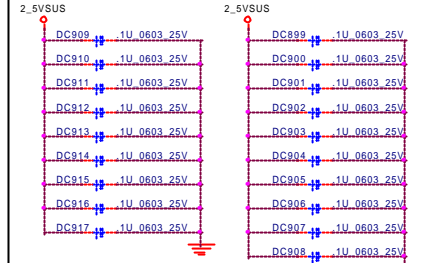 2_5VSUS
DC909 .1U_0603_25V
DC910 .1U_0603_25V
DC911 .1U_0603_25V
DC912 .1U_0603_25V
DC913 .1U_0603_25V
DC914 .1U_0603_25V
DC915 .1U_0603_25V
DC916 .1U_0603_25V
DC917 .1U_0603_25V
2_5VSUS
DC899 .1U_0603_25V
DC900 .1U_0603_25V
DC901 .1U_0603_25V
DC902 .1U_0603_25V
DC903 .1U_0603_25V
DC904 .1U_0603_25V
DC905 .1U_0603_25V
DC906 .1U_0603_25V
DC907 .1U_0603_25V
DC908 .1U_0603_25V